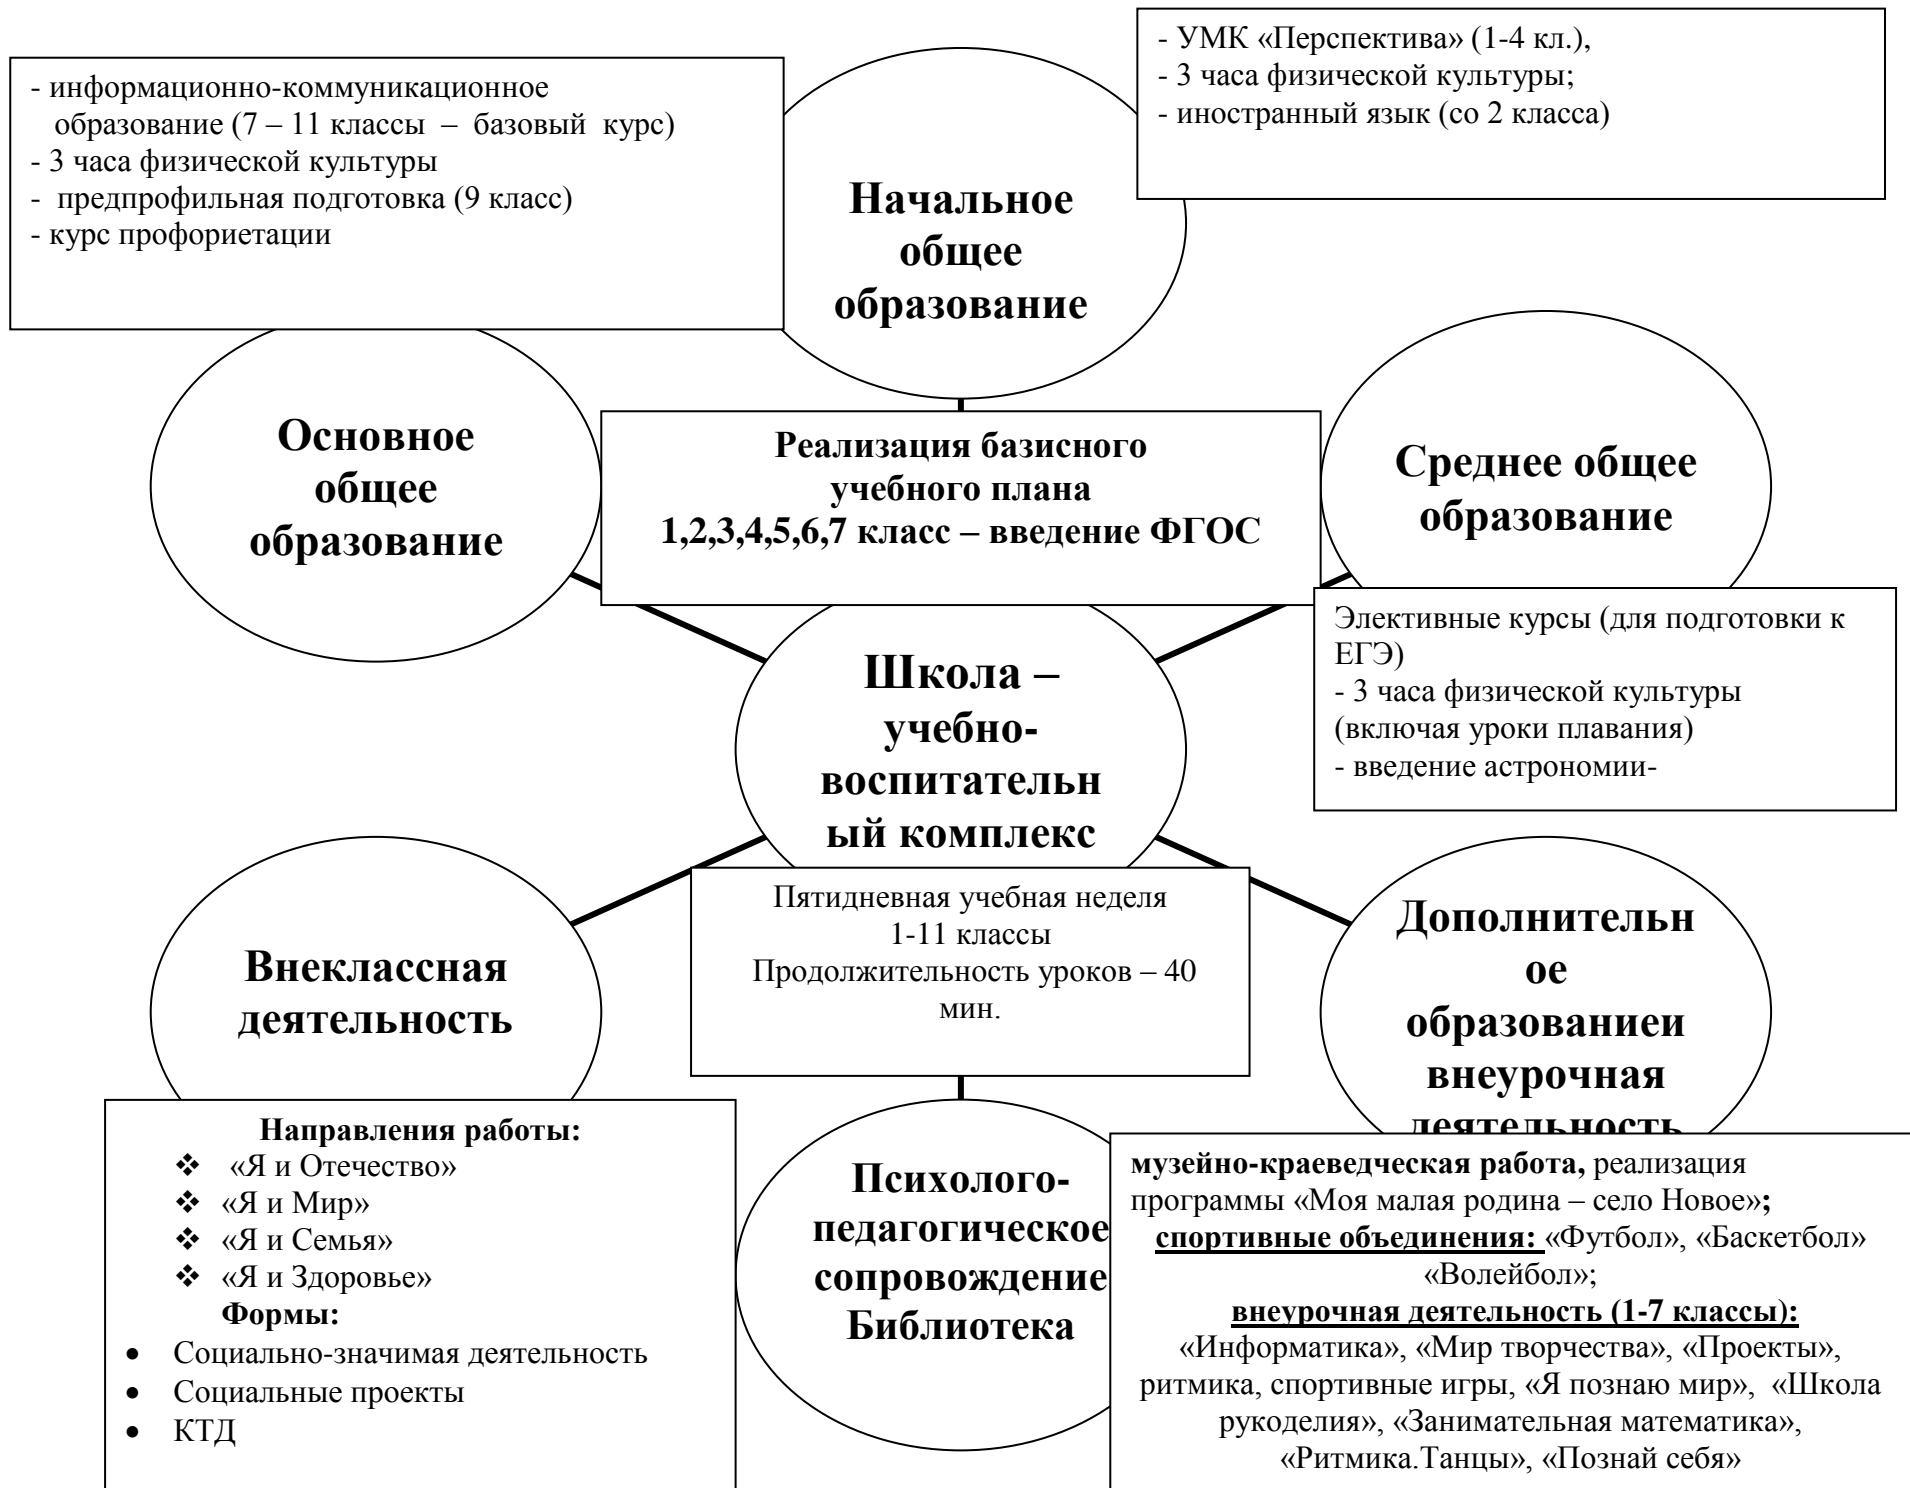 - УМК «Перспектива» (1-4 кл.),
- 3 часа физической культуры;
- иностранный язык (со 2 класса)
- информационно-коммуникационное
образование (7 – 11 классы – базовый курс)
- 3 часа физической культуры
- предпрофильная подготовка (9 класс)
- курс профориетации
Начальное
общее
образование
Основное
общее
образование
Реализация базисного
учебного плана
1,2,3,4,5,6,7 класс – введение ФГОС
Среднее общее
образование
Элективные курсы (для подготовки к
ЕГЭ)
- 3 часа физической культуры
(включая уроки плавания)
- введение астрономии-
Школа –
учебно-
воспитательн
ый комплекс
Пятидневная учебная неделя
1-11 классы
Продолжительность уроков – 40
мин.
Внеклассная
деятельность
Дополнительн
ое
образованиеи
внеурочная
деятельность
Направления работы:
❖ «Я и Отечество»
❖ «Я и Мир»
❖ «Я и Семья»
❖ «Я и Здоровье»
Формы:
• Социально-значимая деятельность
• Социальные проекты
• КТД
Психолого-
педагогическое
сопровождение
Библиотека
музейно-краеведческая работа, реализация
программы «Моя малая родина – село Новое»;
спортивные объединения: «Футбол», «Баскетбол»
«Волейбол»;
внеурочная деятельность (1-7 классы):
«Информатика», «Мир творчества», «Проекты»,
ритмика, спортивные игры, «Я познаю мир», «Школа
рукоделия», «Занимательная математика»,
«Ритмика.Танцы», «Познай себя»